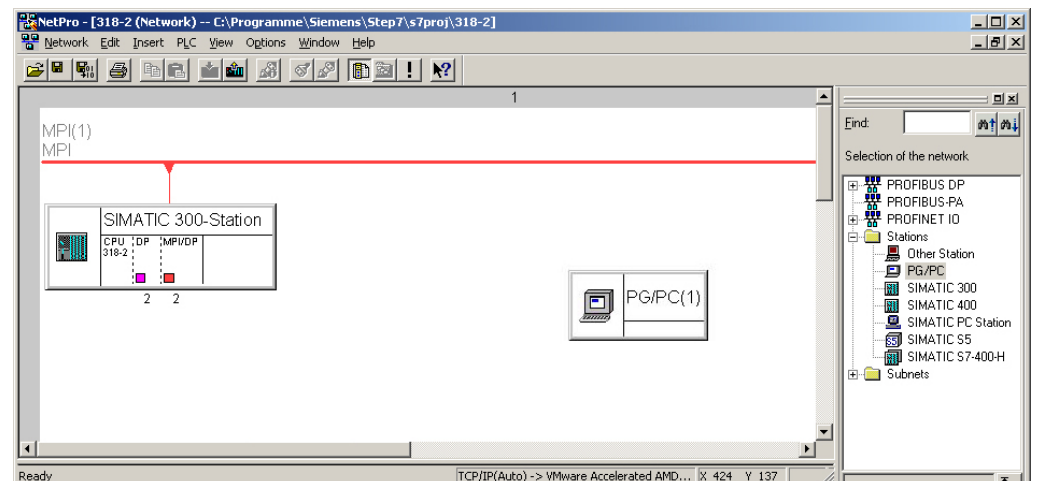 NetPro - [318-2 (Network) -- C:\Programme\Siemens\Step7\s7proj\318-2]
Network Edit Insert PLC View Options Window Help
1
MPI(1)
MPI
SIMATIC 300-Station
CPU 318-2
DP
MPI/DP
2 2
PG/PC(1)
Find:
Selection of the network
PROFIBUS DP
PROFIBUS-PA
PROFINET IO
Stations
Other Station
PG/PC
SIMATIC 300
SIMATIC 400
SIMATIC PC Station
SIMATIC S5
SIMATIC S7-400-H
Subnets
Ready
TCP/IP(Auto) -> VMware Accelerated AMD... X 424 Y 137